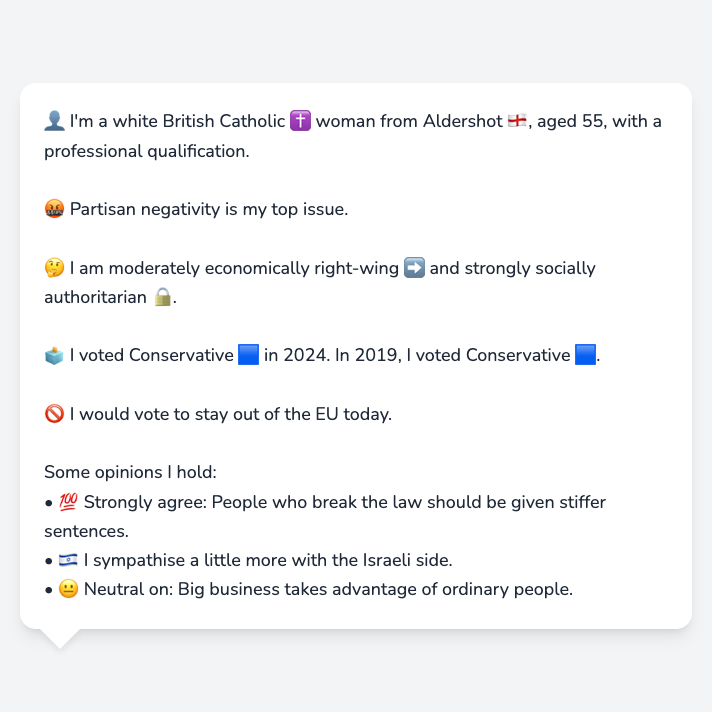 👤 I'm a white British Catholic ✝️ woman from Aldershot 🏴󠁧󠁢󠁥󠁮󠁧󠁿, aged 55, with a
professional qualification.
🤬 Partisan negativity is my top issue.
🤔 I am moderately economically right-wing ➡️ and strongly socially
authoritarian 🔒.
🗳️ I voted Conservative 🟦 in 2024. In 2019, I voted Conservative 🟦.
🚫 I would vote to stay out of the EU today.
Some opinions I hold:
• 💯 Strongly agree: People who break the law should be given stiffer
sentences.
• 🇮🇱 I sympathise a little more with the Israeli side.
• 😐 Neutral on: Big business takes advantage of ordinary people.